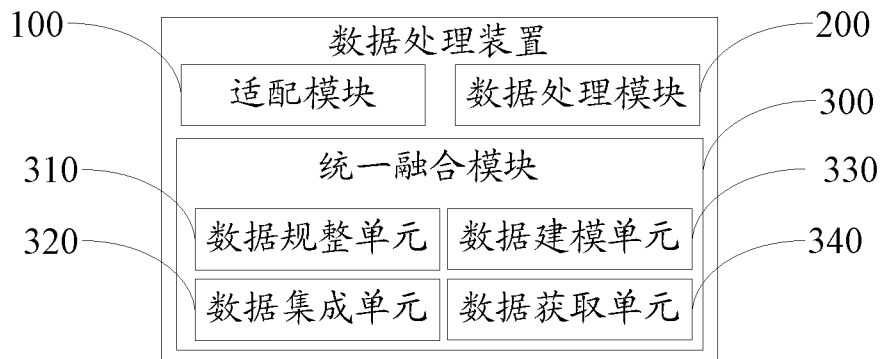 数据处理装置
100
适配模块
数据处理模块
200
300
统一融合模块
310
数据规整单元
数据建模单元
330
320
数据集成单元
数据获取单元
340